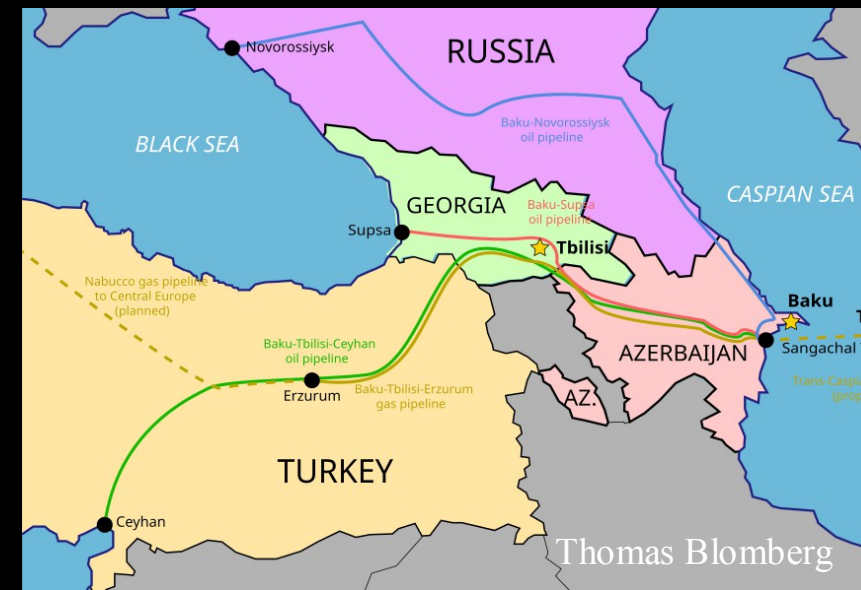 Novorossiysk
RUSSIA
Baku-Novorossiysk
oil pipeline
BLACK SEA
CASPIAN SEA
GEORGIA
Baku-Supsa
oil pipeline
Supsa
Tbilisi
Nabucco gas pipeline
to Central Europe
(planned)
Baku
T
Baku-Tbilisi-Ceyhan
oil pipeline
AZERBAIJAN
Sangachal
Erzurum
Baku-Tbilisi-Erzurum
gas pipeline
AZ.
TURKEY
Ceyhan
Thomas Blomberg